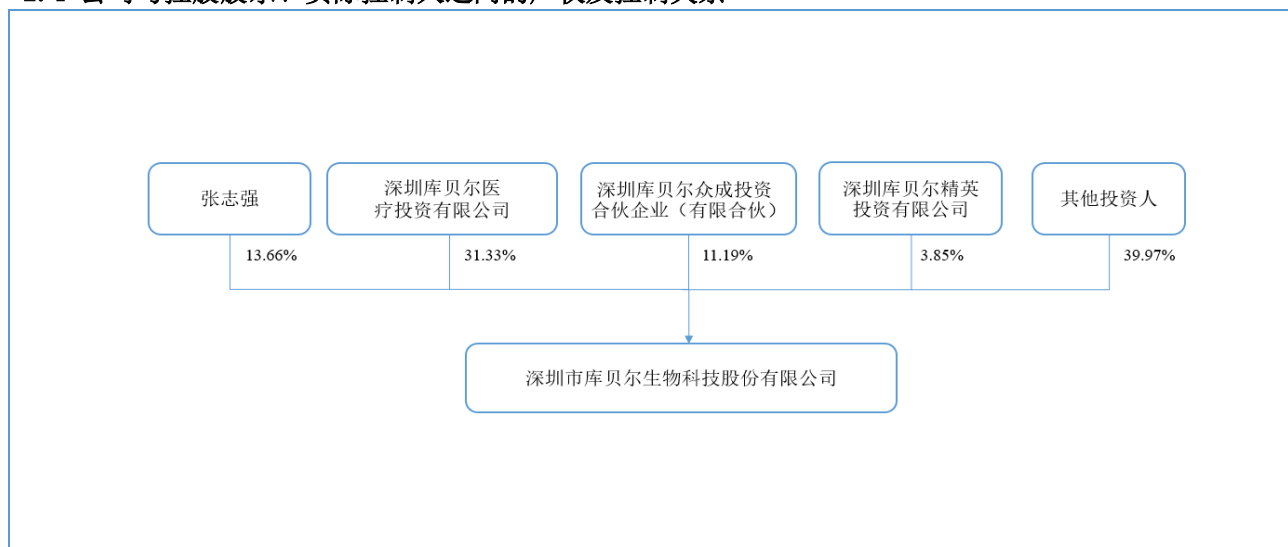 张志强
深圳库贝尔医
疗投资有限公司
深圳库贝尔众成投资
合伙企业（有限合伙）
深圳库贝尔精英
投资有限公司
其他投资人
13.66%
31.33%
11.19%
3.85%
39.97%
深圳市库贝尔生物科技股份有限公司